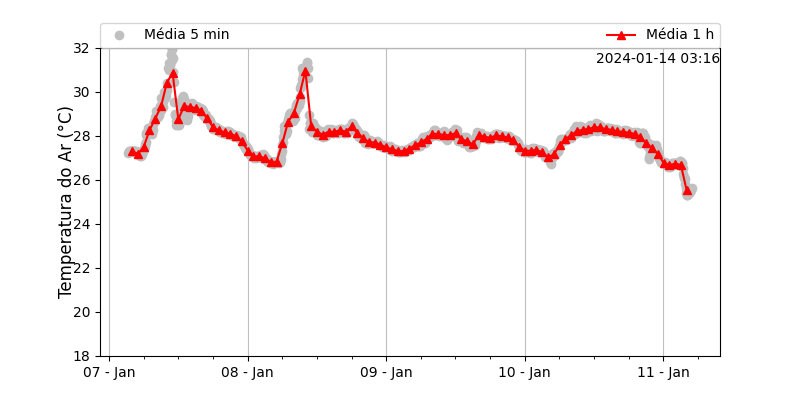 Média 5 min
Média 1 h
2024-01-14 03:16
Temperatura do Ar (°C)
32
30
28
26
24
22
20
18
07 - Jan
08 - Jan
09 - Jan
10 - Jan
11 - Jan